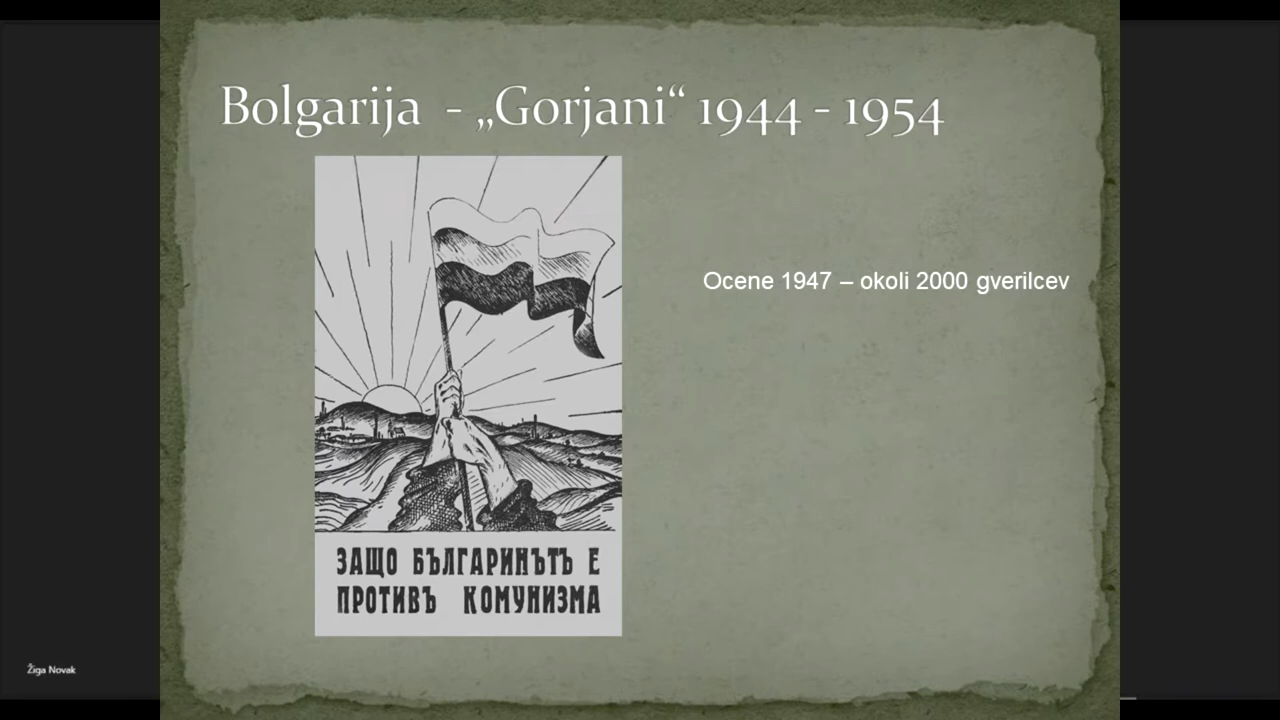 Bolgarija - „Gorjani“ 1944 - 1954
Ocene 1947 – okoli 2000 gverilcev
ЗАЩО БЪЛГАРИНЪТЪ Е
ПРОТИВЪ КОМУНИЗМА
Žiga Novak